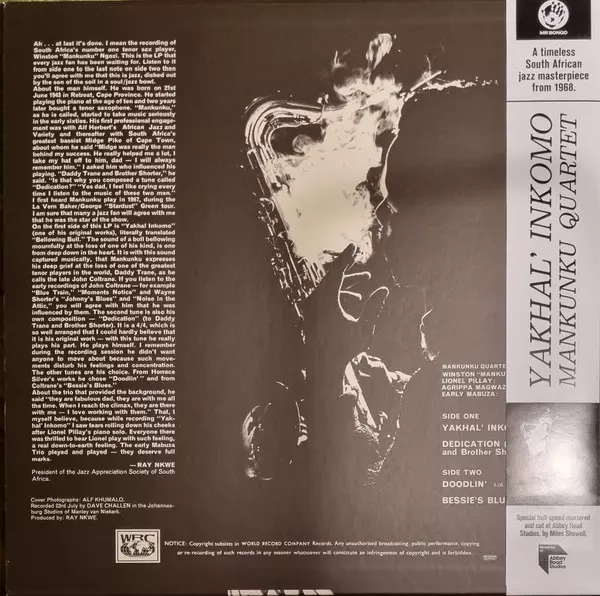 Ah . . . at last it's done. I mean the recording of
South Africa's number one tenor sax player,
Winston "Mankunku" Ngozi. This is the LP that
every jazz fan has been waiting for. Listen to it
from side one to the last note on side two then
you'll agree with me that this is jazz, dished out
by the son of the soil in a soul/jazz bowl.
About the man himself. He was born on 21st
June 1943 in Retreat, Cape Province. He started
playing the piano at the age of ten and two years
later bought a tenor saxophone. "Mankunku,"
as he is called, started to take music seriously
in the early sixties. His first professional engage-
ment was with Alf Herbert's African Jazz and
Variety and thereafter with South Africa's
greatest bassist Midge Pike of Cape Town,
about whom he said "Midge was really the man
behind my success. He really helped me a lot, I
take my hat off to him, dad — I will always
remember him." I asked him who influenced his
playing. "Daddy Trane and Brother Shorter," he
said. "Is that why you composed a tune called
"Dedication?" "Yes dad, I feel like crying every
time I listen to the music of these two men."
I first heard Mankunku play in 1967, during the
La Vern Baker/George "Stardust" Green tour.
I am sure that many a jazz fan will agree with me
that he was the star of the show.
On the first side of this LP is "Yakhal Inkomo"
(one of his original works), literally translated
"Bellowing Bull." The sound of a bull bellowing
mournfully at the loss of one of his kind, is one
from deep down in the heart. It is with this sound
captured musically, that Mankunku expresses
his deep grief at the loss of one of the greatest
tenor players in the world, Daddy Trane, as he
calls the late John Coltrane. If you listen to the
early recordings of John Coltrane — for example
"Blue Train," "Moments Notice" and Wayne
Shorter's "Johnny's Blues" and "Noise in the
Attic," you will agree with him that he was
influenced by them. The second tune is also his
own composition — "Dedication" (to Daddy
Trane and Brother Shorter). It is a 4/4, which is
so well arranged that I could hardly believe that
it is his original work — with this tune he really
plays his part. He plays himself. I remember
during the recording session he didn't want
anyone to move about because such move-
ments disturb his feelings and concentration.
The other tunes are his choice. From Horace
Silver's works he chose "Doodlin'" and from
Coltrane's "Bessie's Blues."
About the trio that provided the background, he
said "they are fabulous dad, they are with me all
the time. When I reach the climax, they are there
with me — I love working with them." That, I
myself believe, because while recording "Yak-
hal Inkomo" I saw tears rolling down his cheeks
after Lionel Pillay's piano solo. Everyone there
was thrilled to hear Lionel play with such feeling,
a real down-to-earth feeling. The early Mabuza
Trio played and played — they deserve full
marks.
—RAY NKWE
President of the Jazz Appreciation Society of South
Africa.
Cover Photographs: ALF KHUMALO.
Recorded 23rd July by DAVE CHALLEN in the Johannes-
burg Studios of Manley van Niekerk.
Produced by: RAY NKWE.
WRC
NOTICE: Copyright subsists in WORLD RECORD COMPANY Records. Any unauthorised broadcasting, public performance, copying
or re-recording of such records in any manner whatsoever will constitute an infringement of copyright and is forbidden.
MANKUNKU QUARTE
WINSTON "MANKU
LIONEL PILLAY:
AGRIPPA MAGWAZ
EARLY MABUZA:
SIDE ONE
YAKHAL' INKO
DEDICATION (
and Brother Sh
SIDE TWO
DOODLIN'
BESSIE'S BLU
MR BONGO
A timeless
South African
jazz masterpiece
from 1968.
YAKHAL' INKOMO
MANKUNKU QUARTET
Special half-speed mastered
and cut at Abbey Road
Studios, by Miles Showell.
Abbey
Road
Studios